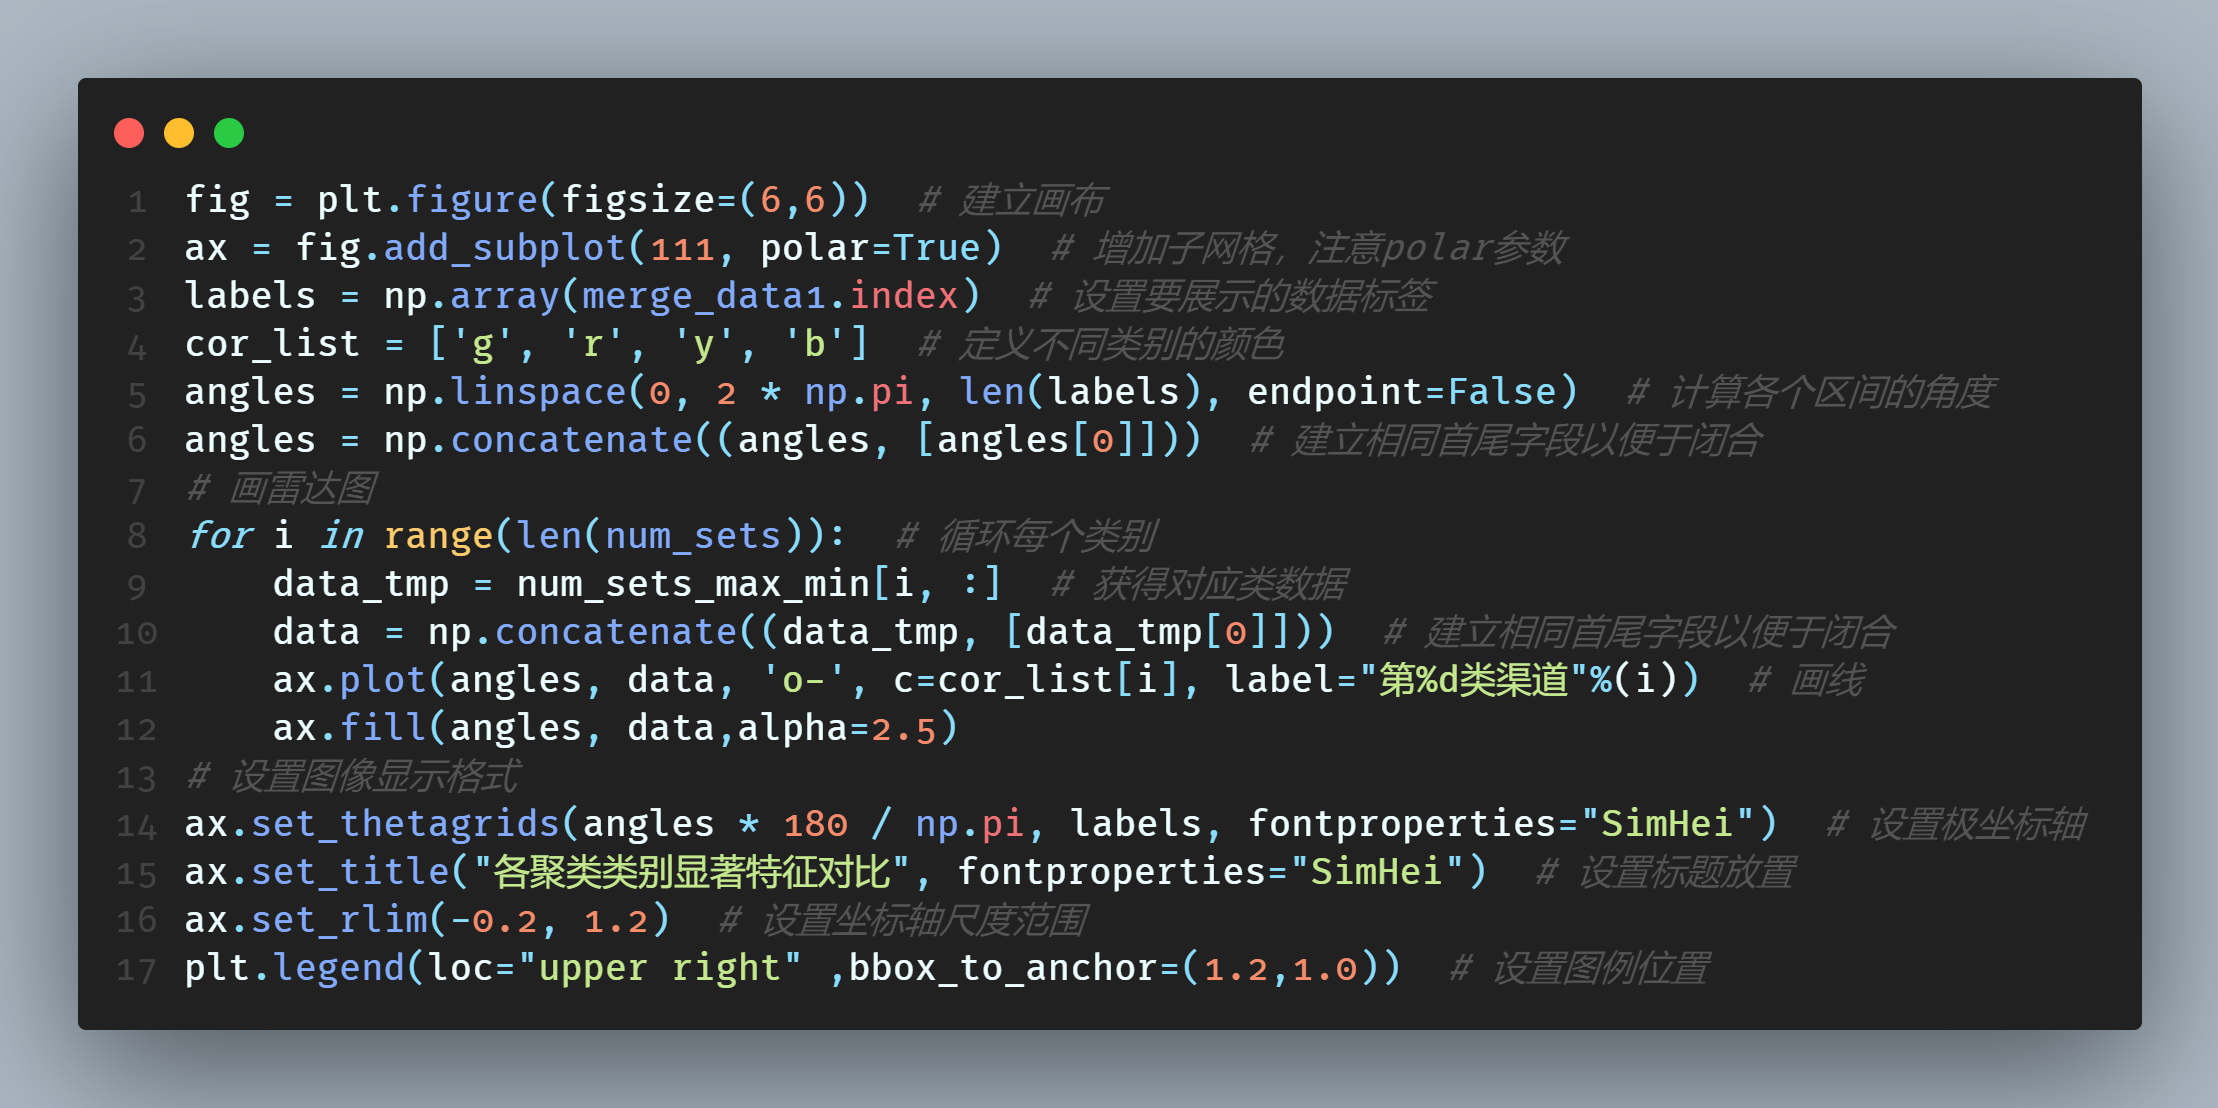 1 fig = plt.figure(figsize=(6,6))  # 建立画布
2 ax = fig.add_subplot(111, polar=True)  # 增加子网格，注意polar参数
3 labels = np.array(merge_data1.index)  # 设置要展示的数据标签
4 cor_list = ['g', 'r', 'y', 'b']  # 定义不同类别的颜色
5 angles = np.linspace(0, 2 * np.pi, len(labels), endpoint=False)  # 计算各个区间的角度
6 angles = np.concatenate((angles, [angles[0]]))  # 建立相同首尾字段以便于闭合
7 # 画雷达图
8 for i in range(len(num_sets)):  # 循环每个类别
9     data_tmp = num_sets_max_min[i, :]  # 获得对应类数据
10     data = np.concatenate((data_tmp, [data_tmp[0]]))  # 建立相同首尾字段以便于闭合
11     ax.plot(angles, data, 'o-', c=cor_list[i], label="第%d类渠道"%(i))  # 画线
12     ax.fill(angles, data,alpha=2.5)
13 # 设置图像显示格式
14 ax.set_thetagrids(angles * 180 / np.pi, labels, fontproperties="SimHei")  # 设置极坐标轴
15 ax.set_title("各聚类类别显著特征对比", fontproperties="SimHei")  # 设置标题放置
16 ax.set_rlim(-0.2, 1.2)  # 设置坐标轴尺度范围
17 plt.legend(loc="upper right" ,bbox_to_anchor=(1.2,1.0))  # 设置图例位置